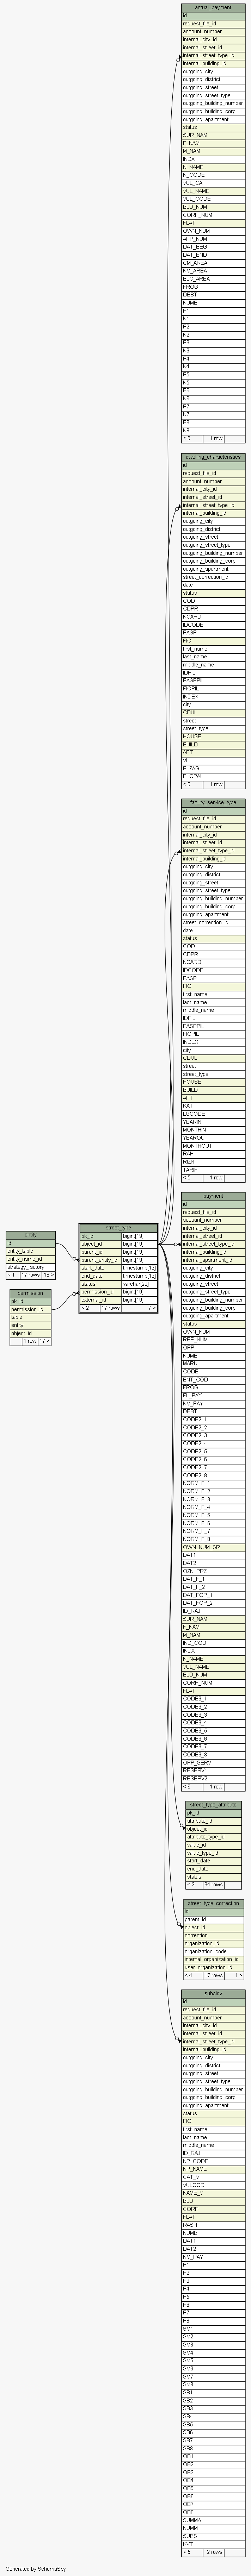 actual_payment
id
request_file_id
account_number
internal_city_id
internal_street_id
internal_street_type_id
internal_building_id
outgoing_city
outgoing_district
outgoing_street
outgoing_street_type
outgoing_building_number
outgoing_building_corp
outgoing_apartment
status
SUR_NAM
F_NAM
M_NAM
INDX
N_NAME
N_CODE
VUL_CAT
VUL_NAME
VUL_CODE
BLD_NUM
CORP_NUM
FLAT
OWN_NUM
APP_NUM
DAT_BEG
DAT_END
CM_AREA
NM_AREA
BLC_AREA
FROG
DEBT
NUMB
P1
N1
P2
N2
P3
N3
P4
N4
P5
N5
P6
N6
P7
N7
P8
N8
< 5 1 row
dwelling_characteristics
id
request_file_id
account_number
internal_city_id
internal_street_id
internal_street_type_id
internal_building_id
outgoing_city
outgoing_district
outgoing_street
outgoing_street_type
outgoing_building_number
outgoing_building_corp
outgoing_apartment
street_correction_id
date
status
COD
CDPR
NCARD
IDCODE
PASP
FIO
first_name
last_name
middle_name
IDPIL
PASPPIL
FIOPIL
INDEX
city
CDUL
street
street_type
HOUSE
BUILD
APT
VL
PLZAG
PLOPAL
< 5 1 row
facility_service_type
id
request_file_id
account_number
internal_city_id
internal_street_id
internal_street_type_id
internal_building_id
outgoing_city
outgoing_district
outgoing_street
outgoing_street_type
outgoing_building_number
outgoing_building_corp
outgoing_apartment
street_correction_id
date
status
COD
CDPR
NCARD
IDCODE
PASP
FIO
first_name
last_name
middle_name
IDPIL
PASPPIL
FIOPIL
INDEX
city
CDUL
street
street_type
HOUSE
BUILD
APT
KAT
LGCODE
YEARIN
MONTHIN
YEAROUT
MONTHOUT
RAH
RIZN
TARIF
< 5 1 row
entity
id
entity_table
entity_name_id
strategy_factory
< 1 17 rows 18 >
permission
pk_id
permission_id
table
entity
object_id
1 row 17 >
street_type
pk_id bigint[19]
object_id bigint[19]
parent_id bigint[19]
parent_entity_id bigint[19]
start_date timestamp[19]
end_date timestamp[19]
status varchar[20]
permission_id bigint[19]
external_id bigint[19]
< 2 17 rows 7 >
payment
id
request_file_id
account_number
internal_city_id
internal_street_id
internal_street_type_id
internal_building_id
internal_apartment_id
outgoing_city
outgoing_district
outgoing_street
outgoing_street_type
outgoing_building_number
outgoing_building_corp
outgoing_apartment
status
OWN_NUM
REE_NUM
OPP
NUMB
MARK
CODE
ENT_COD
FROG
FL_PAY
NM_PAY
DEBT
CODE2_1
CODE2_2
CODE2_3
CODE2_4
CODE2_5
CODE2_6
CODE2_7
CODE2_8
NORM_F_1
NORM_F_2
NORM_F_3
NORM_F_4
NORM_F_5
NORM_F_6
NORM_F_7
NORM_F_8
OWN_NUM_SR
DAT1
DAT2
OZN_PRZ
DAT_F_1
DAT_F_2
DAT_FOP_1
DAT_FOP_2
ID_RAJ
SUR_NAM
F_NAM
M_NAM
IND_COD
INDX
N_NAME
VUL_NAME
BLD_NUM
CORP_NUM
FLAT
CODE3_1
CODE3_2
CODE3_3
CODE3_4
CODE3_5
CODE3_6
CODE3_7
CODE3_8
OPP_SERV
RESERV1
RESERV2
< 6 1 row
street_type_attribute
pk_id
attribute_id
object_id
attribute_type_id
value_id
value_type_id
start_date
end_date
status
< 3 34 rows
street_type_correction
id
parent_id
object_id
correction
organization_id
organization_code
internal_organization_id
user_organization_id
< 4 17 rows 1 >
subsidy
id
request_file_id
account_number
internal_city_id
internal_street_id
internal_street_type_id
internal_building_id
outgoing_city
outgoing_district
outgoing_street
outgoing_street_type
outgoing_building_number
outgoing_building_corp
outgoing_apartment
status
FIO
first_name
last_name
middle_name
ID_RAJ
NP_CODE
NP_NAME
CAT_V
VULCOD
NAME_V
BLD
CORP
FLAT
RASH
NUMB
DAT1
DAT2
NM_PAY
P1
P2
P3
P4
P5
P6
P7
P8
SM1
SM2
SM3
SM4
SM5
SM6
SM7
SM8
SB1
SB2
SB3
SB4
SB5
SB6
SB7
SB8
OB1
OB2
OB3
OB4
OB5
OB6
OB7
OB8
SUMMA
NUMM
SUBS
KVT
< 5 2 rows
Generated by SchemaSpy